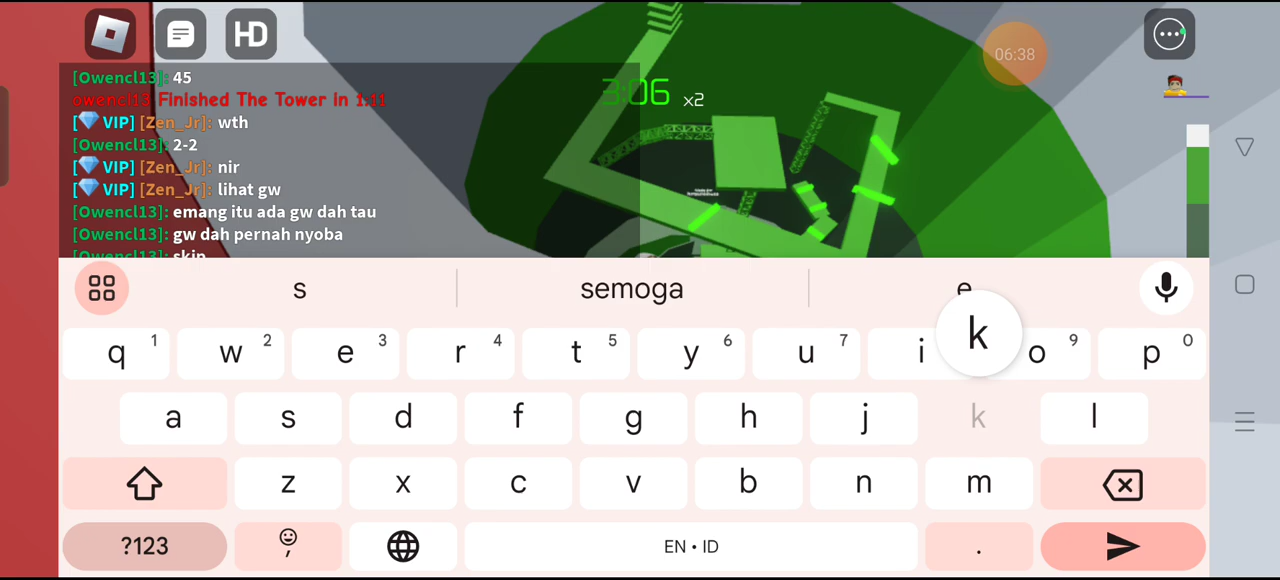 HD
06:38
[Owencl13]: 45
owencl13 Finished The Tower in 1:11
3:06 x2
[💎VIP] [Zen_Jr]: wth
[Owencl13]: 2-2
[💎VIP] [Zen_Jr]: nir
[💎VIP] [Zen_Jr]: lihat gw
[Owencl13]: emang itu ada gw dah tau
[Owencl13]: gw dah pernah nyoba
[Owencl13]: skip
s semoga e
k
q 1 w 2 e 3 r 4 t 5 y 6 u 7 i o 9 p 0
a s d f g h j k l
z x c v b n m
?123 , EN • ID .